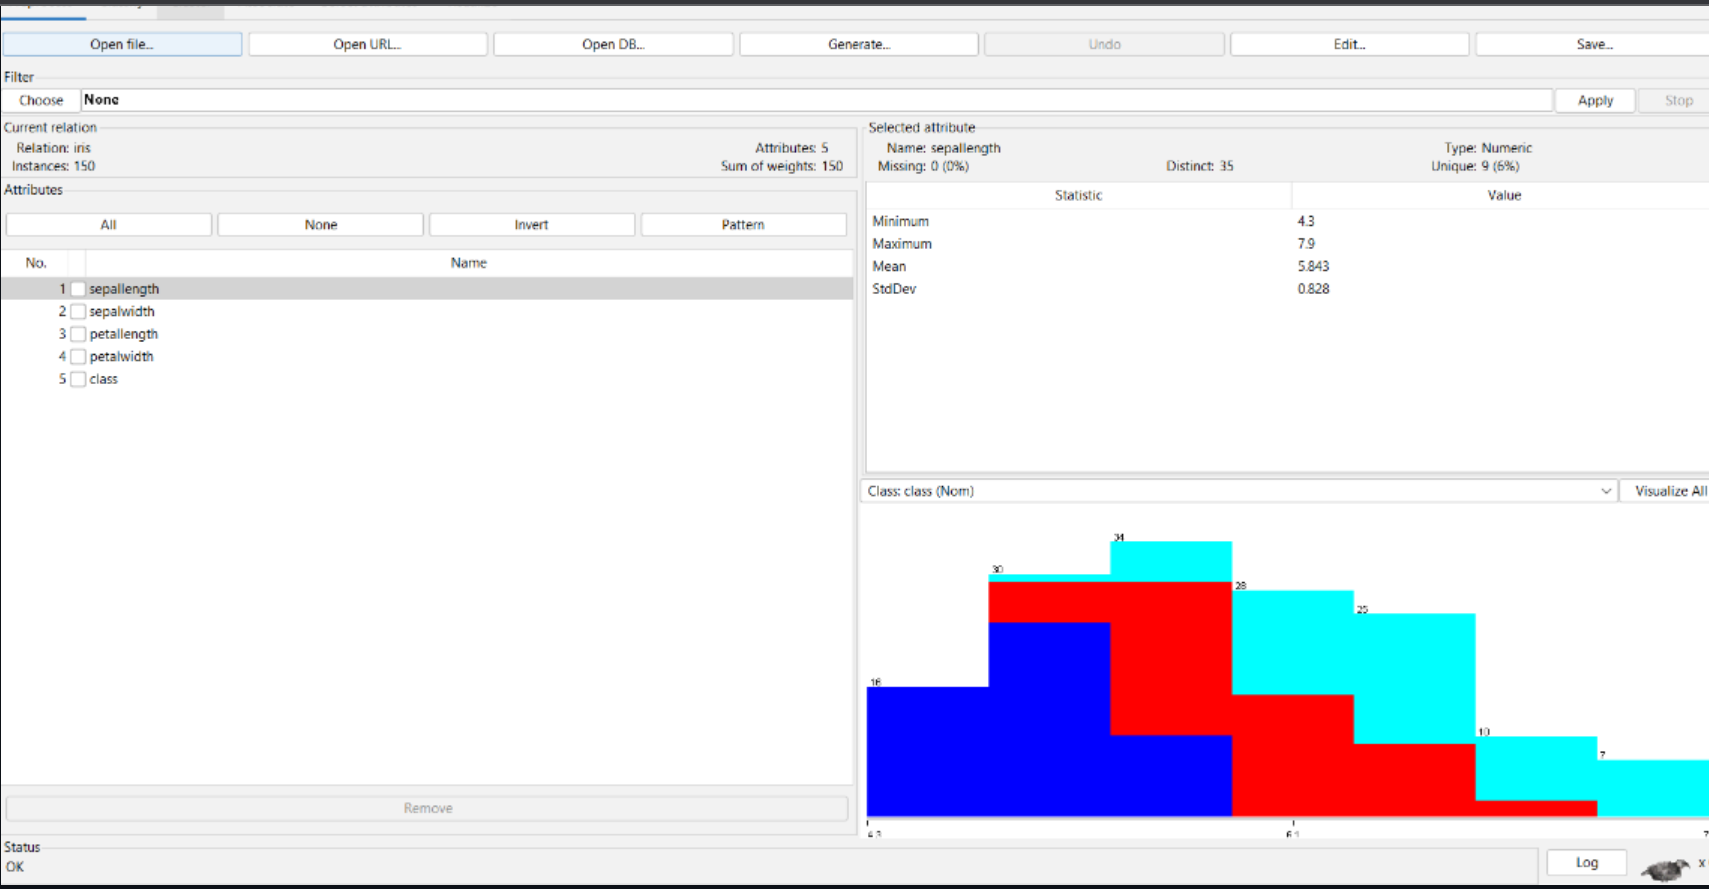 Open file... Open URL... Open DB... Generate... Undo Edit... Save...
Filter
Choose None Apply Stop
Current relation
Relation: iris Attributes: 5
Instances: 150 Sum of weights: 150
Attributes
All None Invert Pattern
No. Name
1 sepallength
2 sepalwidth
3 petallength
4 petalwidth
5 class
Remove
Selected attribute
Name: sepallength Type: Numeric
Missing: 0 (0%) Distinct: 35 Unique: 9 (6%)
Statistic Value
Minimum 4.3
Maximum 7.9
Mean 5.843
StdDev 0.828
Class: class (Nom) Visualize All
34
30
28
25
16
10
7
4.3 6.1 7
Status
OK
Log x